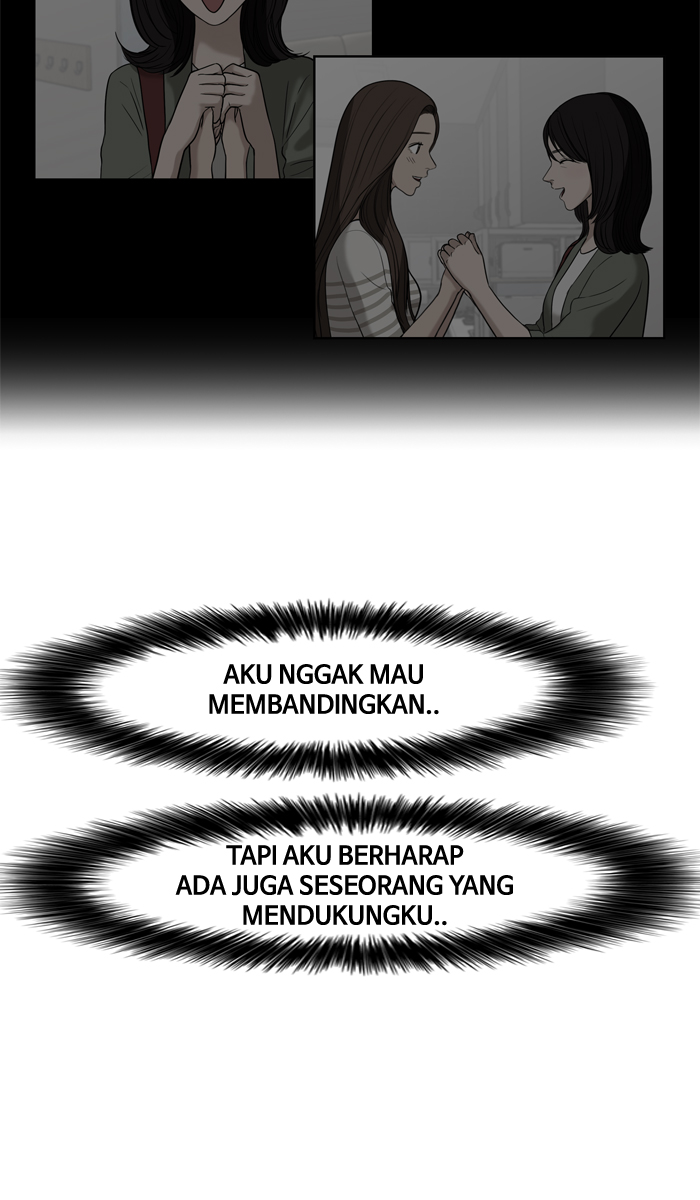 AKU NGGAK MAU
MEMBANDINGKAN..
TAPI AKU BERHARAP
ADA JUGA SESEORANG YANG
MENDUKUNGKU..